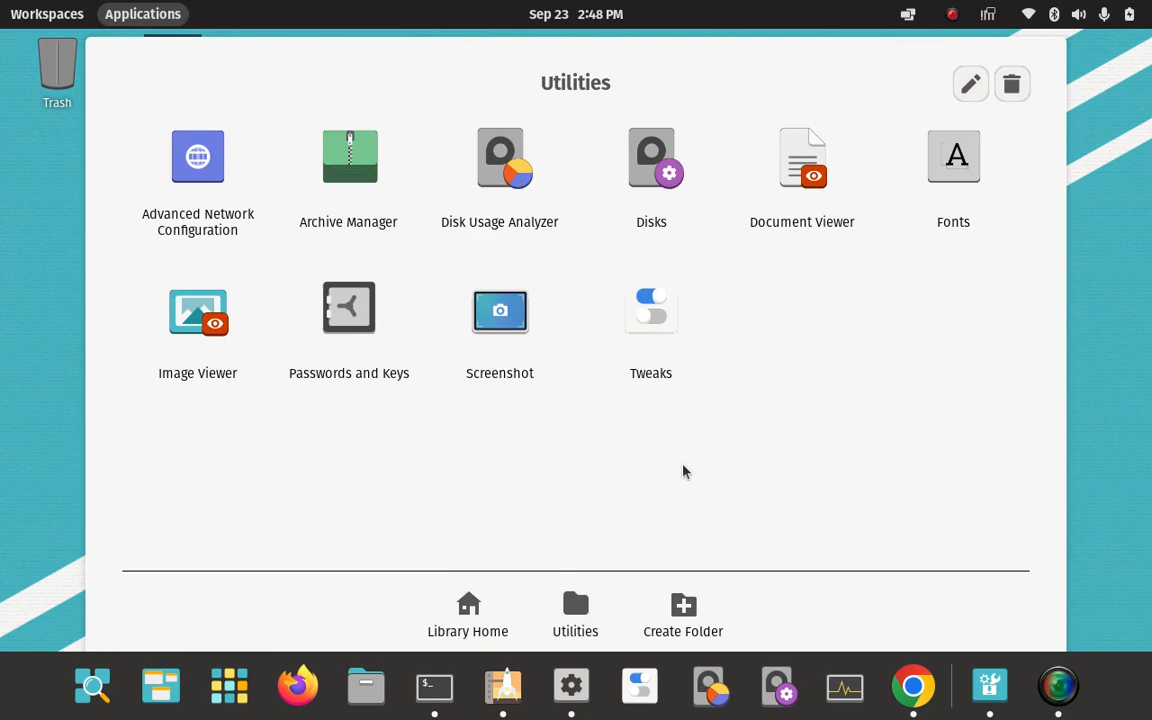 Workspaces Applications Sep 23 2:48 PM
Trash
Utilities
Advanced Network
Configuration
Archive Manager
Disk Usage Analyzer
Disks
Document Viewer
Fonts
A
Image Viewer
Passwords and Keys
Screenshot
Tweaks
Library Home
Utilities
Create Folder
$_